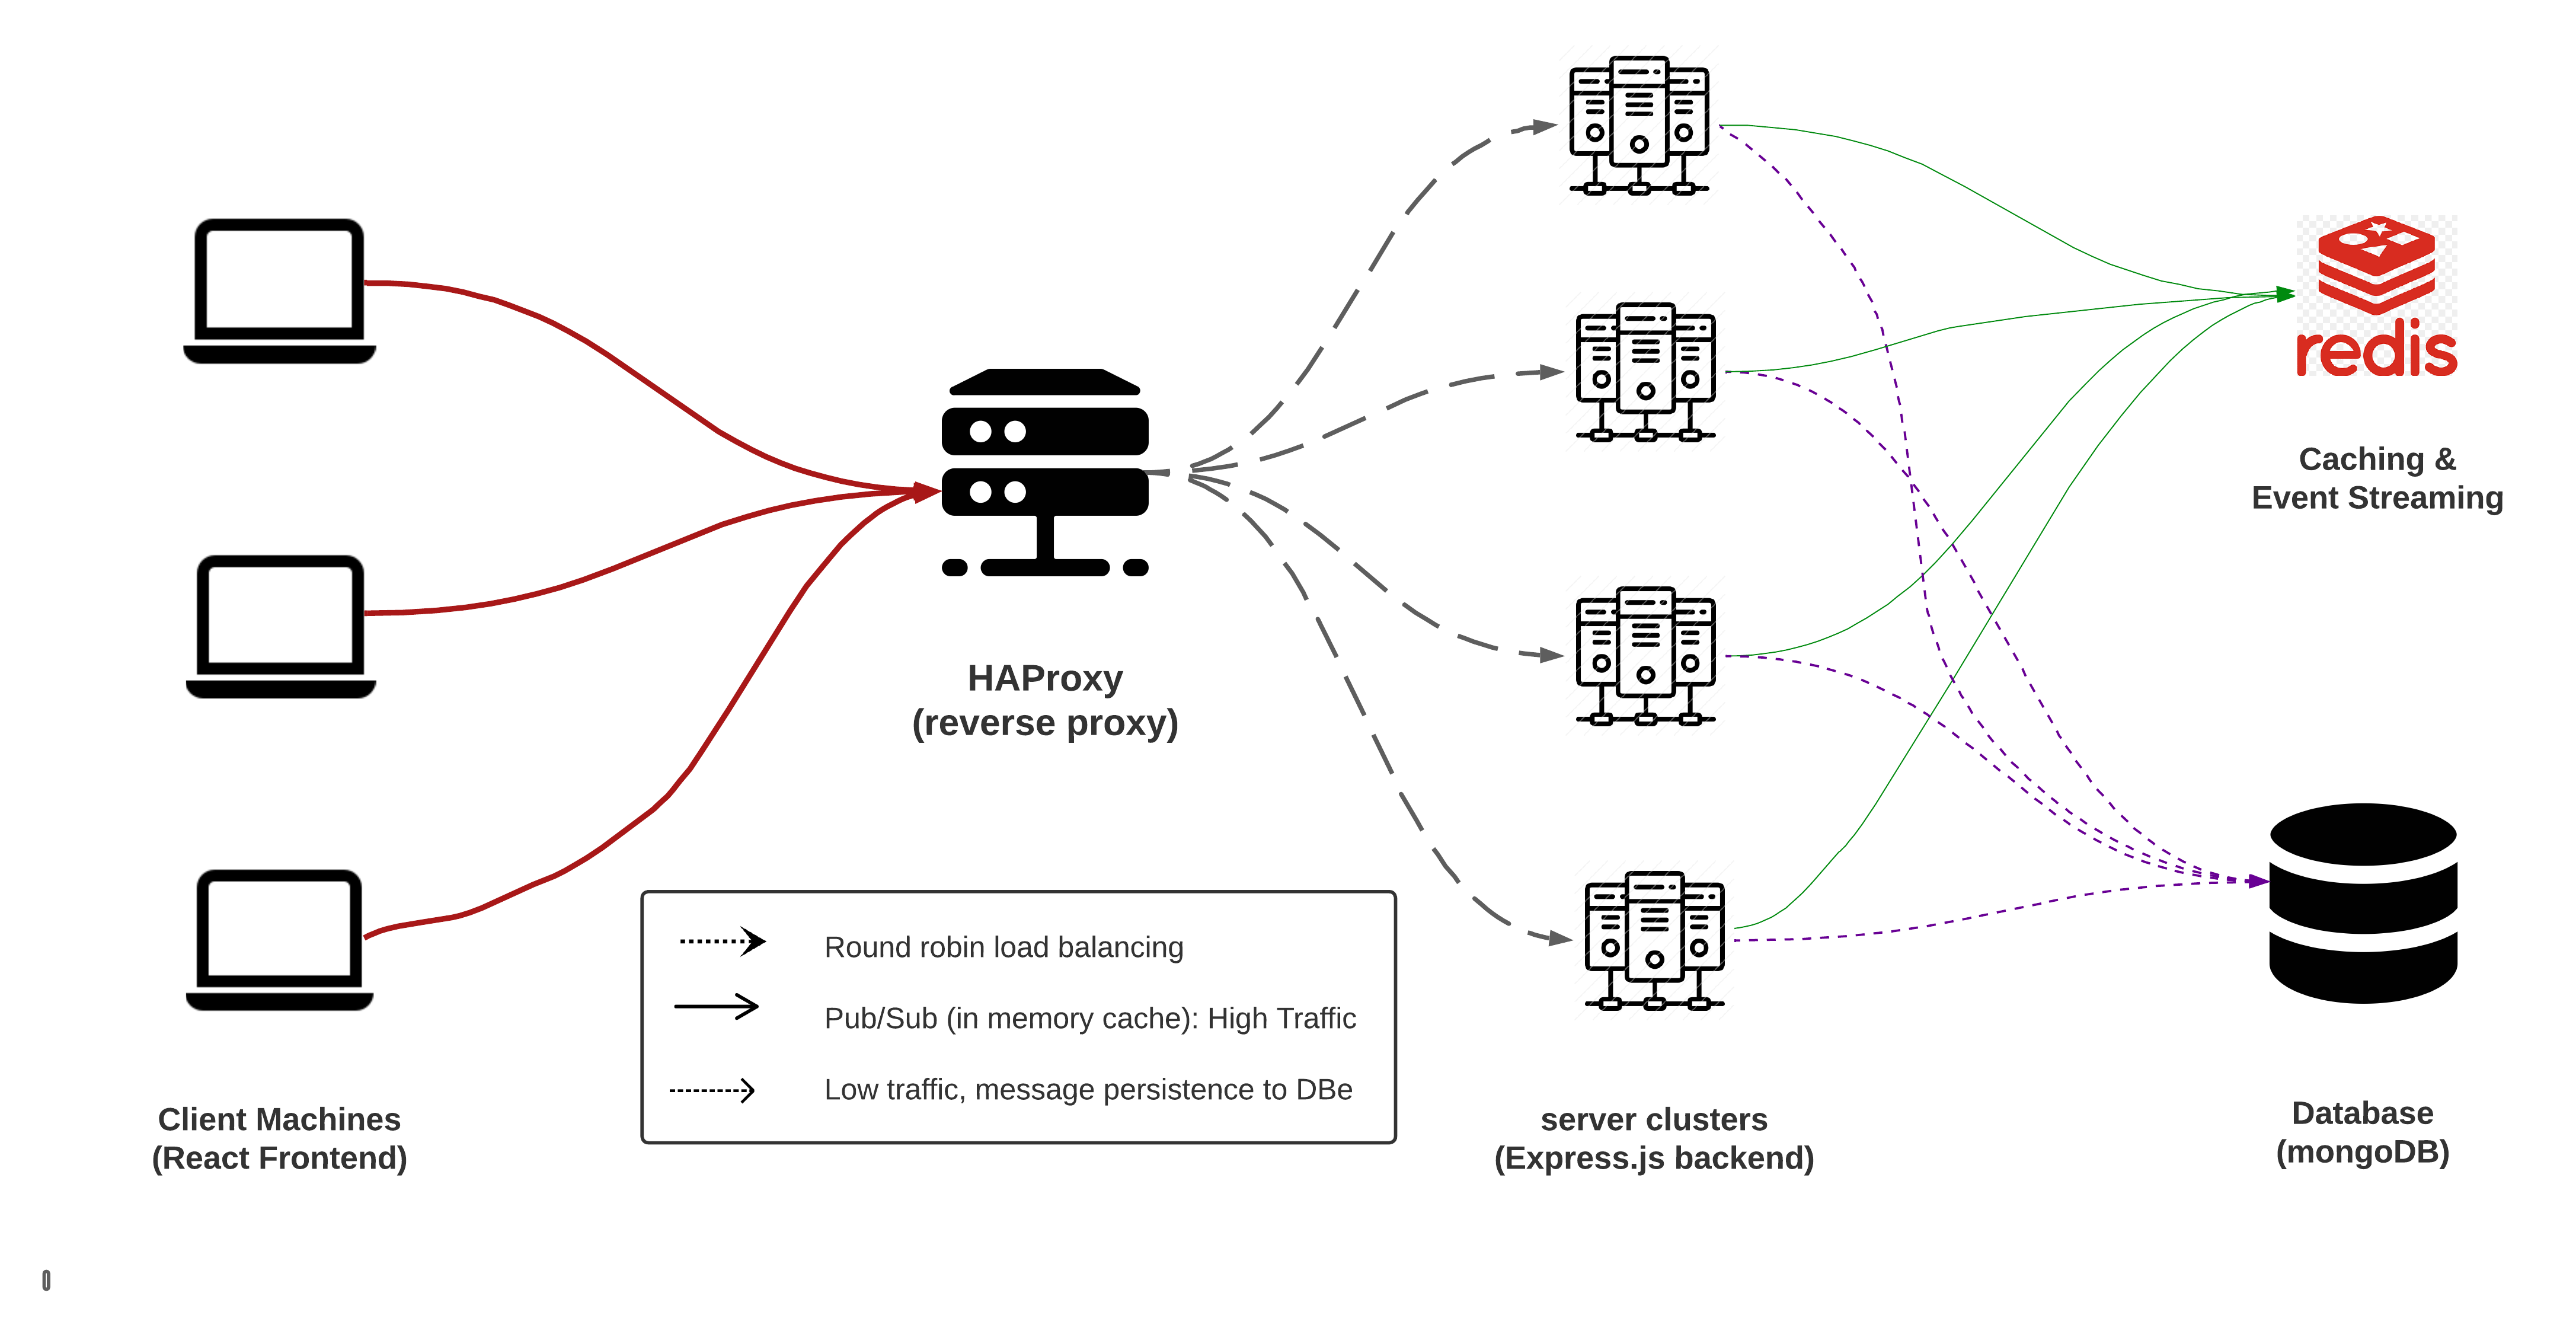 redis
Caching &
Event Streaming
HAProxy
(reverse proxy)
Round robin load balancing
Pub/Sub (in memory cache): High Traffic
Low traffic, message persistence to DBe
Client Machines
(React Frontend)
server clusters
(Express.js backend)
Database
(mongoDB)